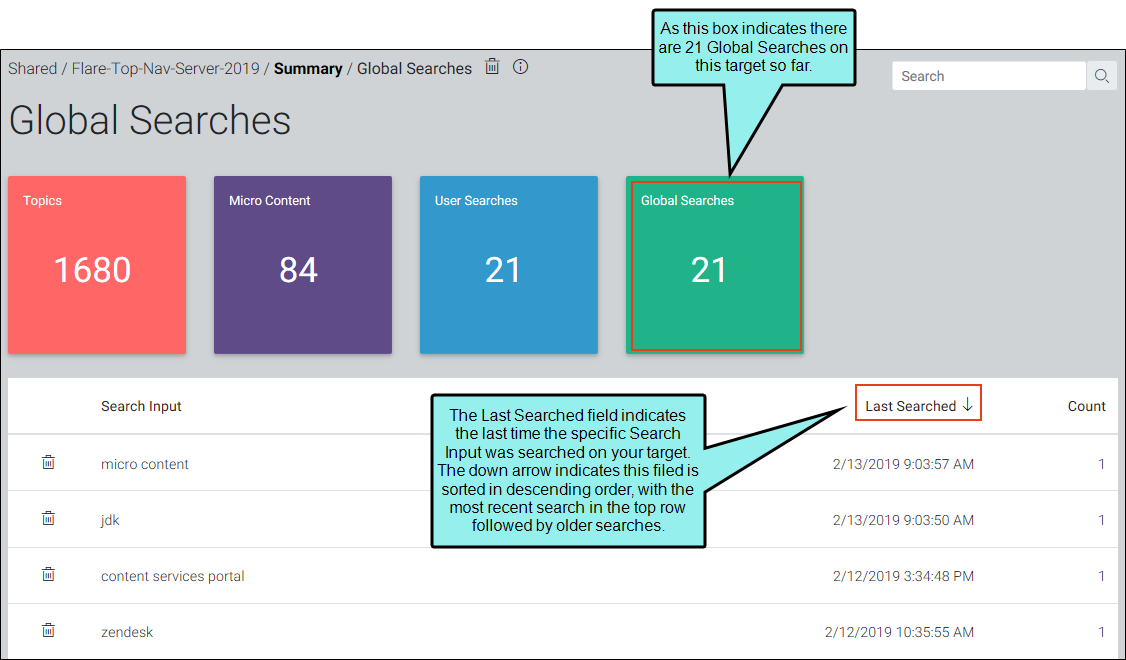 As this box indicates there
are 21 Global Searches on
this target so far.
Shared / Flare-Top-Nav-Server-2019 / Summary / Global Searches
Search
Global Searches
Topics
1680
Micro Content
84
User Searches
21
Global Searches
21
Search Input
Last Searched
Count
The Last Searched field indicates
the last time the specific Search
Input was searched on your target.
The down arrow indicates this filed is
sorted in descending order, with the
most recent search in the top row
followed by older searches.
micro content
2/13/2019 9:03:57 AM
1
jdk
2/13/2019 9:03:50 AM
1
content services portal
2/12/2019 3:34:48 PM
1
zendesk
2/12/2019 10:35:55 AM
1